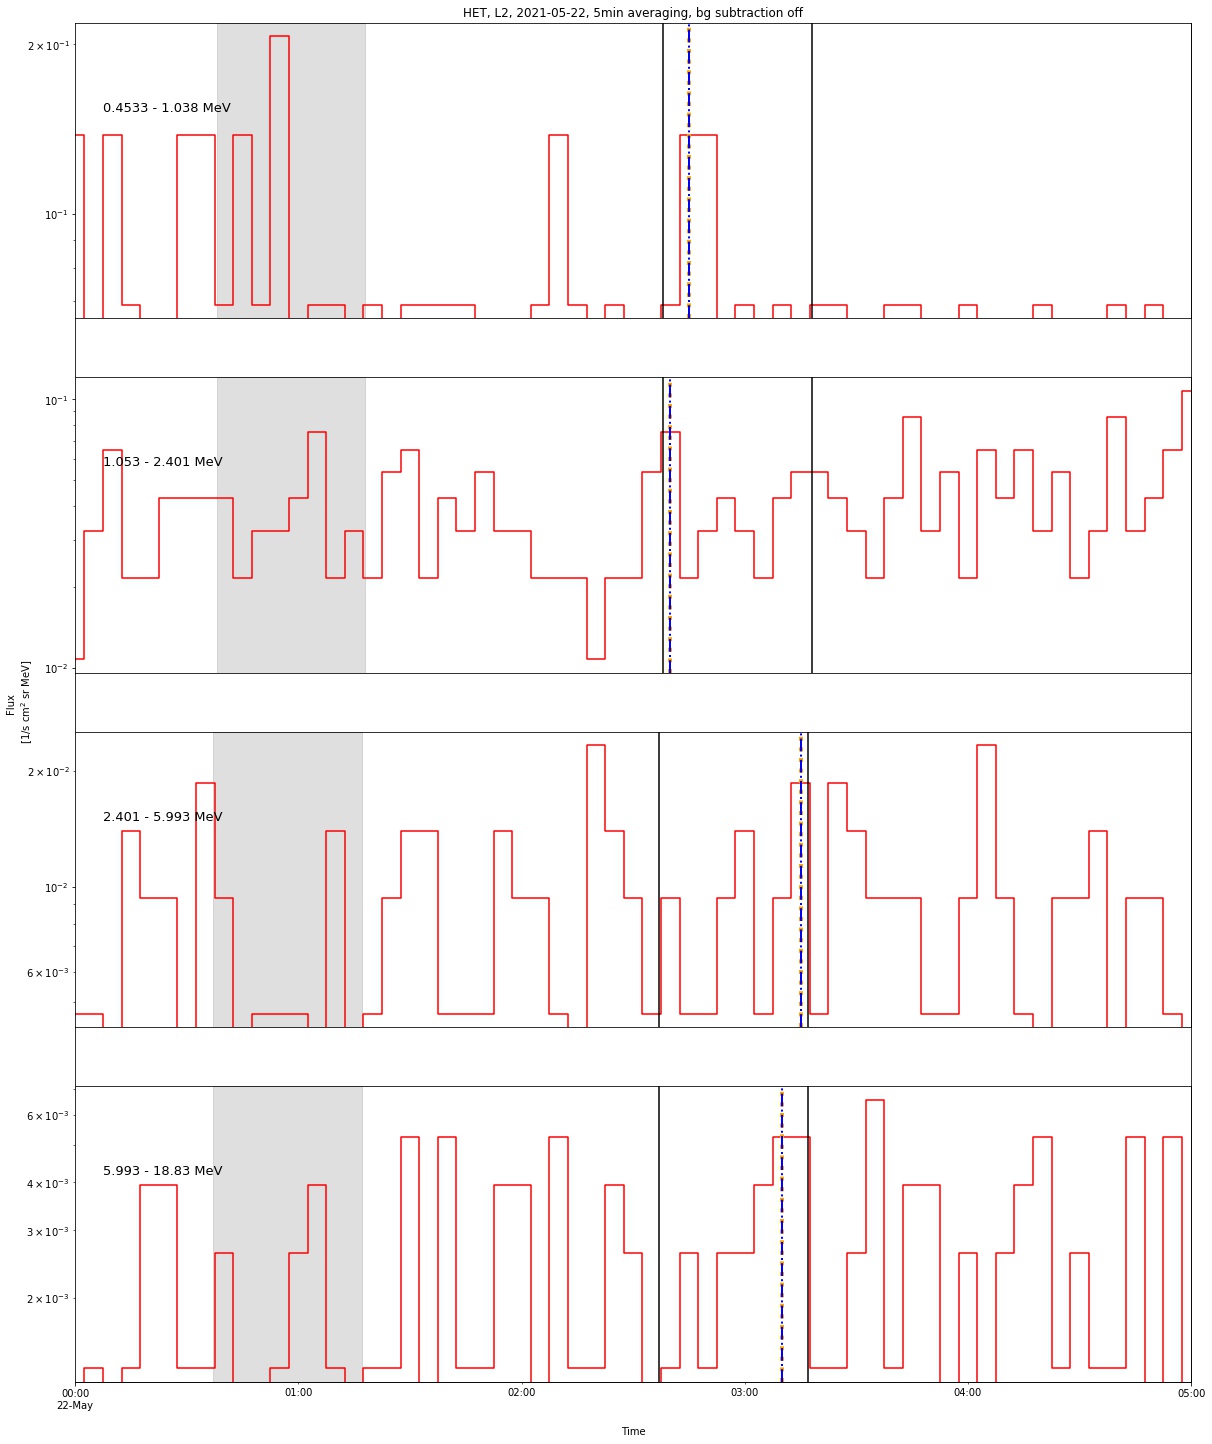 HET, L2, 2021-05-22, 5min averaging, bg subtraction off
2 × 10⁻¹
0.4533 - 1.038 MeV
10⁻¹
10⁻¹
1.053 - 2.401 MeV
10⁻²
Flux
[1/s cm² sr MeV]
2 × 10⁻²
2.401 - 5.993 MeV
10⁻²
6 × 10⁻³
6 × 10⁻³
5.993 - 18.83 MeV
4 × 10⁻³
3 × 10⁻³
2 × 10⁻³
00:00 01:00 02:00 03:00 04:00 05:00
22-May
Time